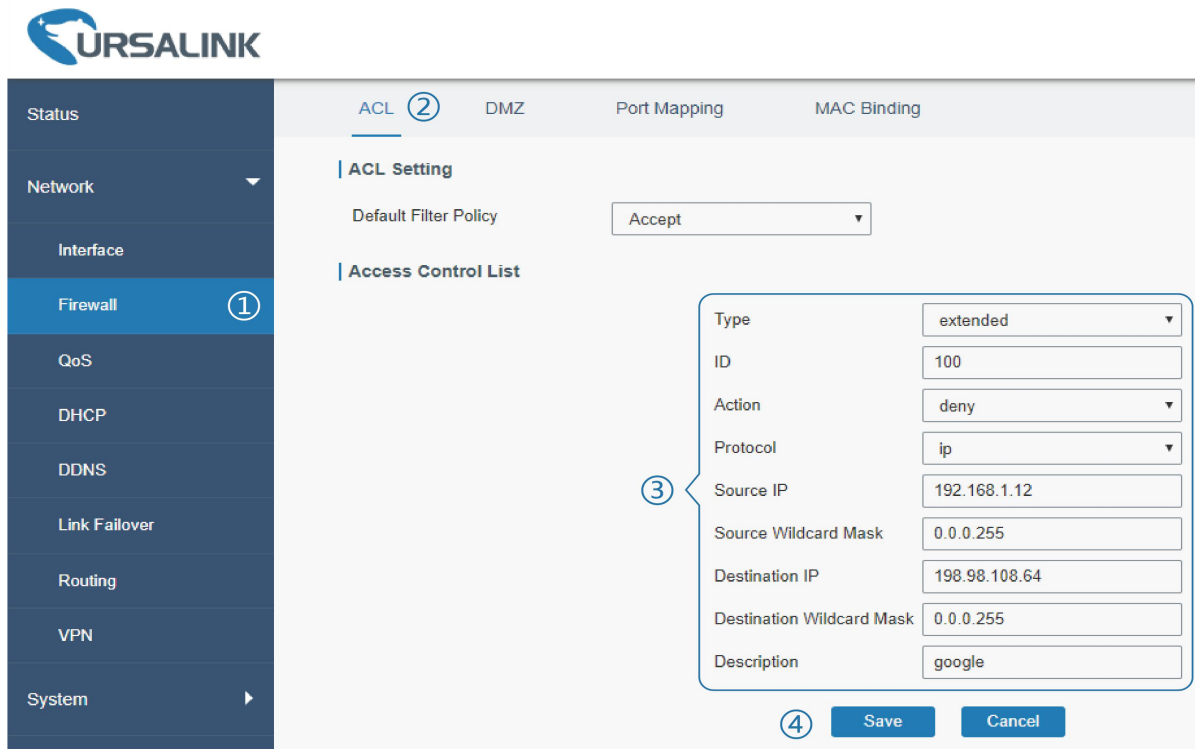 URSALINK
Status
Network
Interface
Firewall ①
QoS
DHCP
DDNS
Link Failover
Routing
VPN
System
ACL ② DMZ Port Mapping MAC Binding
ACL Setting
Default Filter Policy Accept
Access Control List
③
Type extended
ID 100
Action deny
Protocol ip
Source IP 192.168.1.12
Source Wildcard Mask 0.0.0.255
Destination IP 198.98.108.64
Destination Wildcard Mask 0.0.0.255
Description google
④ Save Cancel